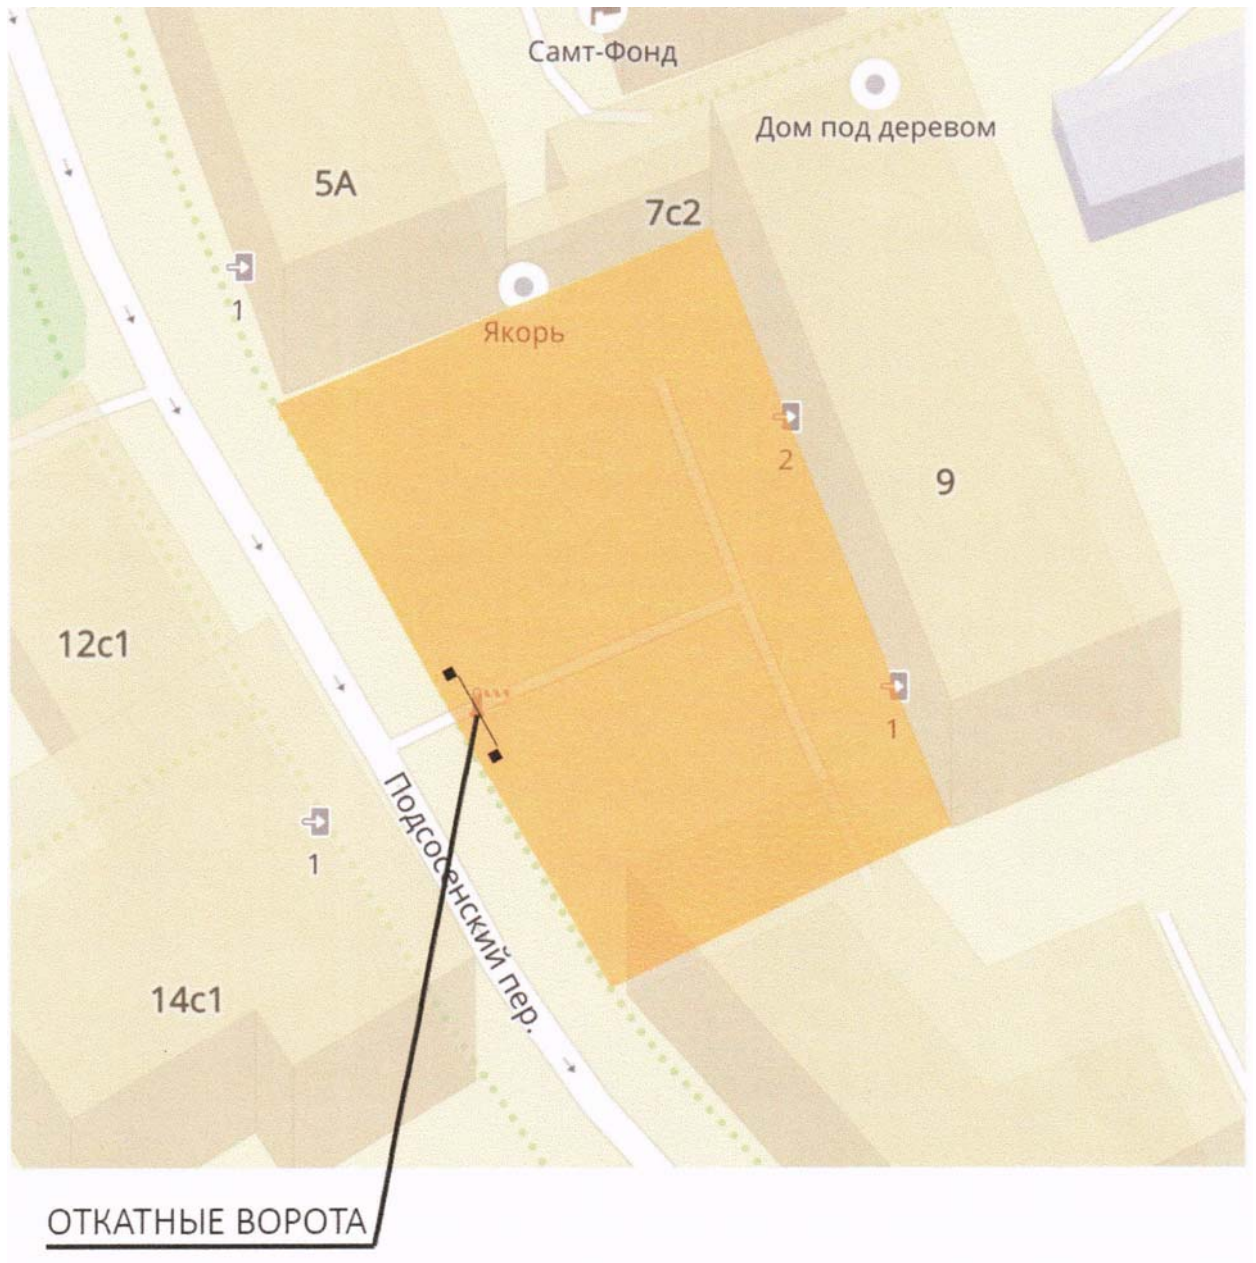 Самт-Фонд
Дом под деревом
5А
7с2
1
Якорь
2
9
12с1
1
Подсосенский пер.
1
14с1
ОТКАТНЫЕ ВОРОТА